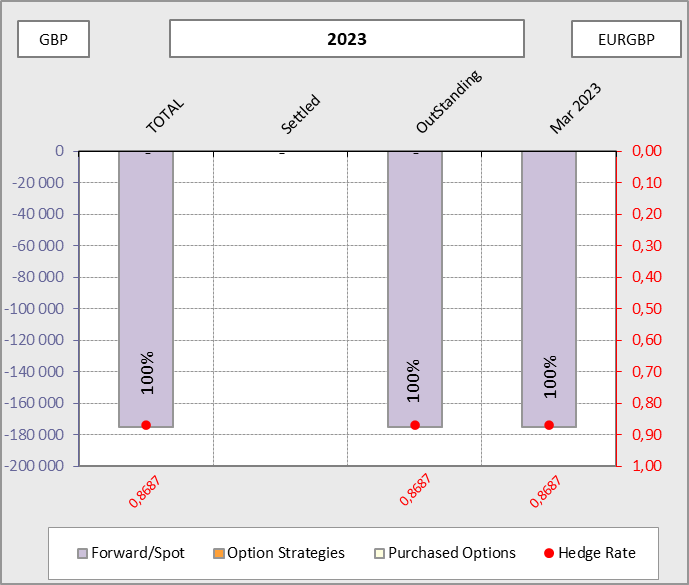 GBP 2023 EURGBP
TOTAL Settled OutStanding Mar 2023
0 0,00
-20 000 0,10
-40 000 0,20
-60 000 0,30
-80 000 0,40
-100 000 0,50
-120 000 0,60
-140 000 0,70
-160 000 0,80
-180 000 0,90
-200 000 1,00
100% 100% 100%
0,8687 0,8687 0,8687
Forward/Spot Option Strategies Purchased Options Hedge Rate